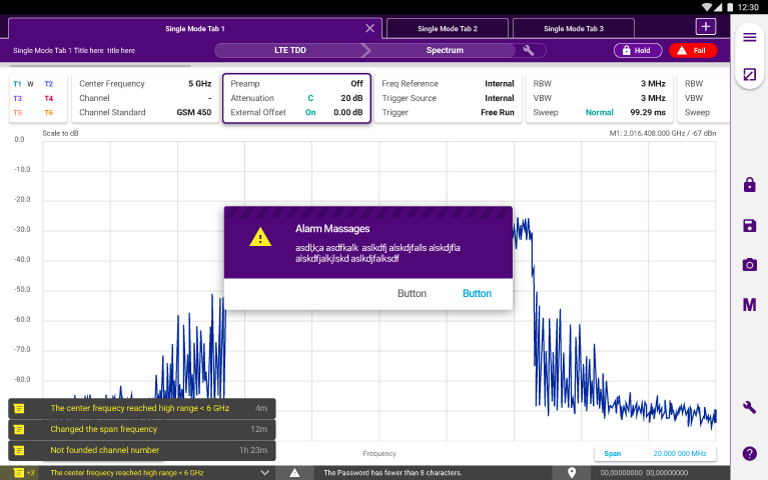 12:30
Single Mode Tab 1
Single Mode Tab 2
Single Mode Tab 3
Single Mode Tab 1 Title here title here
LTE TDD
Spectrum
Hold
Fail
T1 W T2
T3 T4
T5 T6
Center Frequency 5 GHz
Channel -
Channel Standard GSM 450
Preamp Off
Attenuation C 20 dB
External Offset On 0.00 dB
Freq Reference Internal
Trigger Source Internal
Trigger Free Run
RBW 3 MHz
VBW 3 MHz
Sweep Normal 99.29 ms
RBW
VBW
Sweep
Scale to dB
M1: 2.016.408.000 GHz / -67 dBn
0.0
-10.0
-20.0
-30.0
-40.0
-50.0
-60.0
-70.0
-80.0
Alarm Massages
asdl;k;a asdfkalk aslkdfj alskdjfalls alskdjfla
alskdfjalkjlskd aslkdjfalksdf
Button
Button
M
The center frequecy reached high range < 6 GHz 4m
Changed the span frequency 12m
Not founded channel number 1h 23m
Frequency
Span 20.000 000 MHz
+3 The center frequecy reached high range < 6 GHz
The Password has fewer than 8 characters.
00,00000000 00,00000000